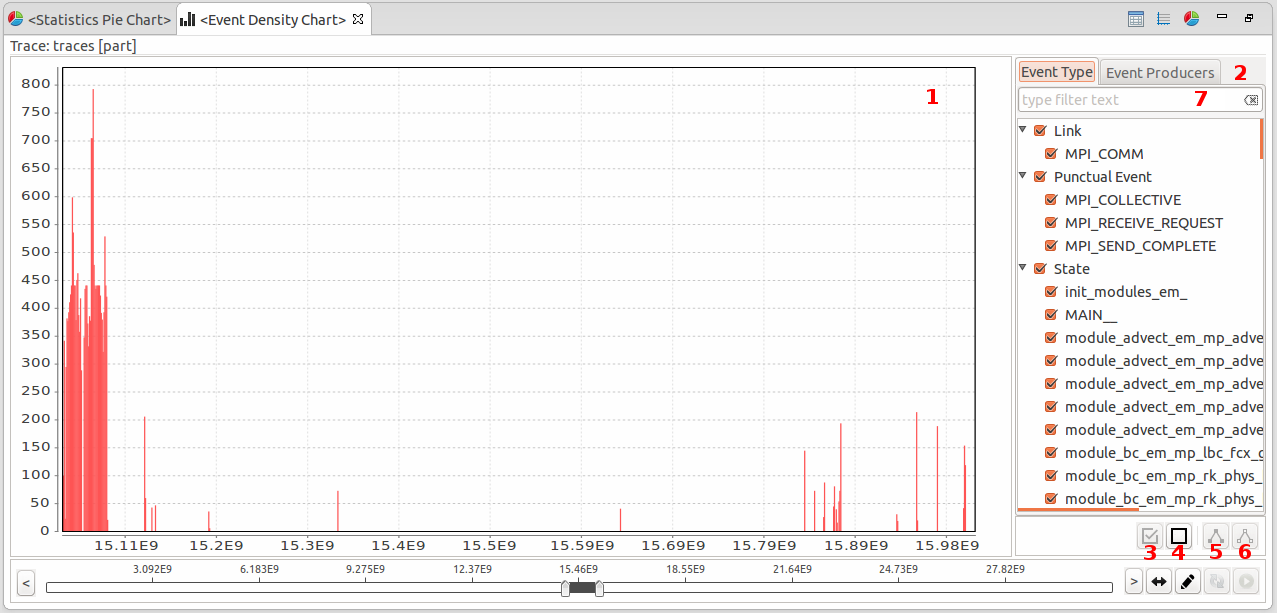 <Statistics Pie Chart> <Event Density Chart>
Trace: traces [part]
800
750
700
650
600
550
500
450
400
350
300
250
200
150
100
50
0
15.11E9 15.2E9 15.3E9 15.4E9 15.5E9 15.59E9 15.69E9 15.79E9 15.89E9 15.98E9
1
Event Type Event Producers 2
type filter text 7
Link
MPI_COMM
Punctual Event
MPI_COLLECTIVE
MPI_RECEIVE_REQUEST
MPI_SEND_COMPLETE
State
init_modules_em_
MAIN__
module_advect_em_mp_adve
module_advect_em_mp_adve
module_advect_em_mp_adve
module_advect_em_mp_adve
module_advect_em_mp_adve
module_bc_em_mp_lbc_fcx_g
module_bc_em_mp_rk_phys_
module_bc_em_mp_rk_phys_
3 4 5 6
3.092E9 6.183E9 9.275E9 12.37E9 15.46E9 18.55E9 21.64E9 24.73E9 27.82E9
< >